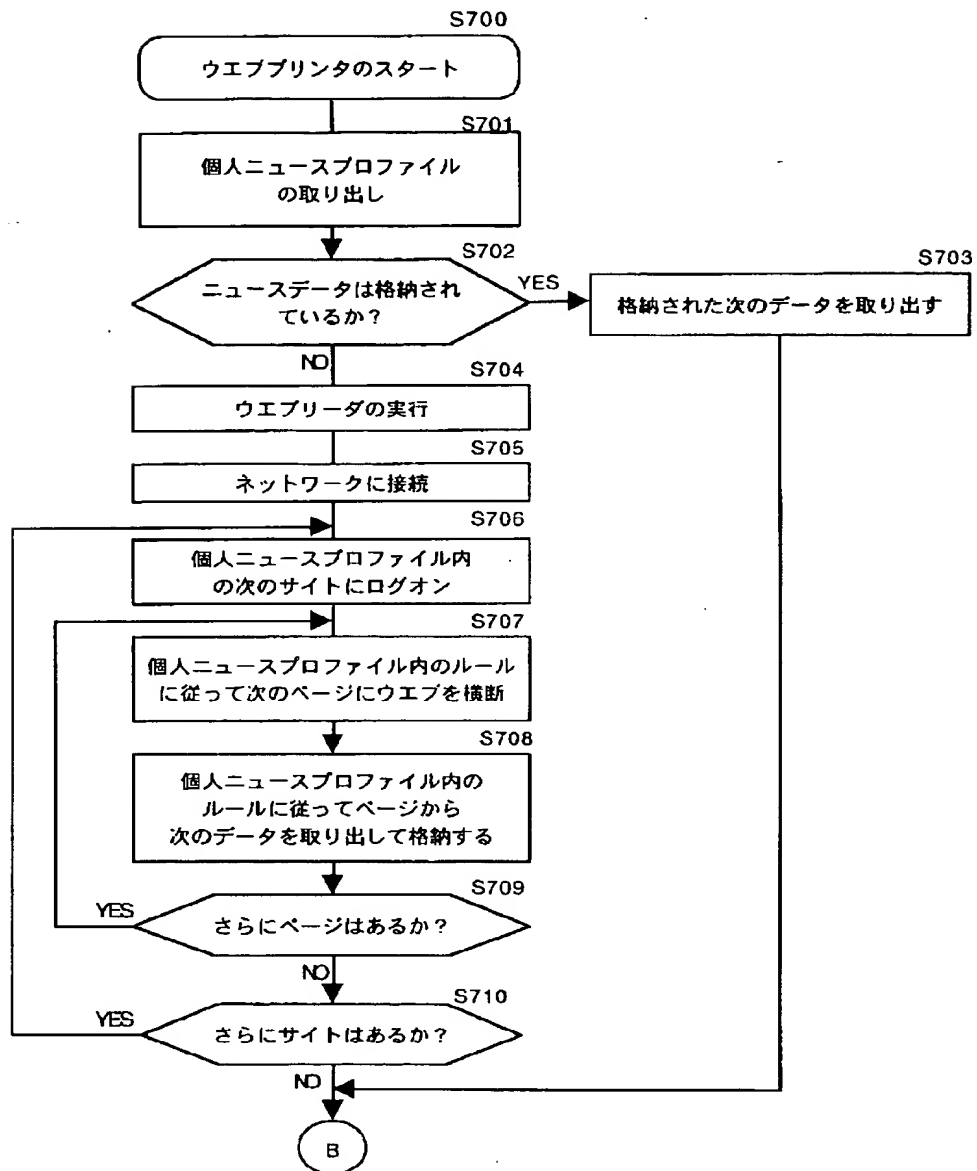 S700
ウエブプリンタのスタート
S701
個人ニュースプロファイル
の取り出し
S702
ニュースデータは格納され
ているか？
YES
S703
格納された次のデータを取り出す
NO
S704
ウエブリーダの実行
S705
ネットワークに接続
S706
個人ニュースプロファイル内
の次のサイトにログオン
S707
個人ニュースプロファイル内のルール
に従って次のページにウエブを横断
S708
個人ニュースプロファイル内の
ルールに従ってページから
次のデータを取り出して格納する
S709
YES
さらにページはあるか？
NO
S710
YES
さらにサイトはあるか？
NO
B